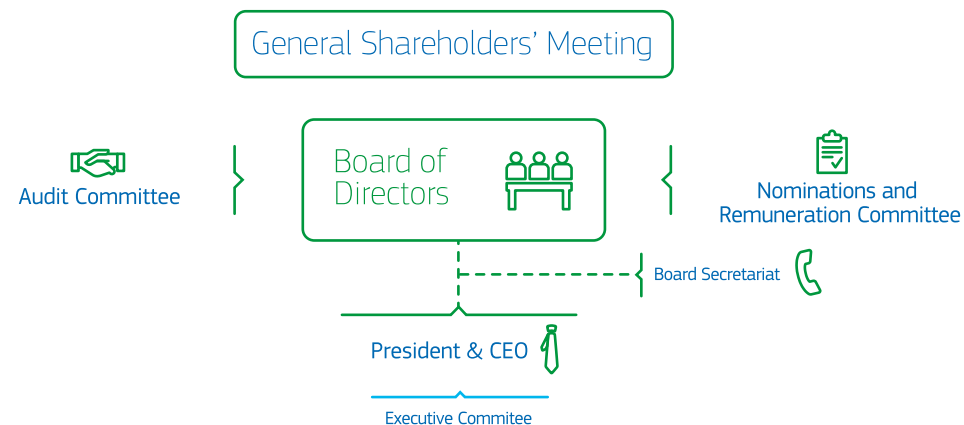 General Shareholders’ Meeting
Board of
Directors
Audit Committee
Nominations and
Remuneration Committee
Board Secretariat
President & CEO
Executive Commitee